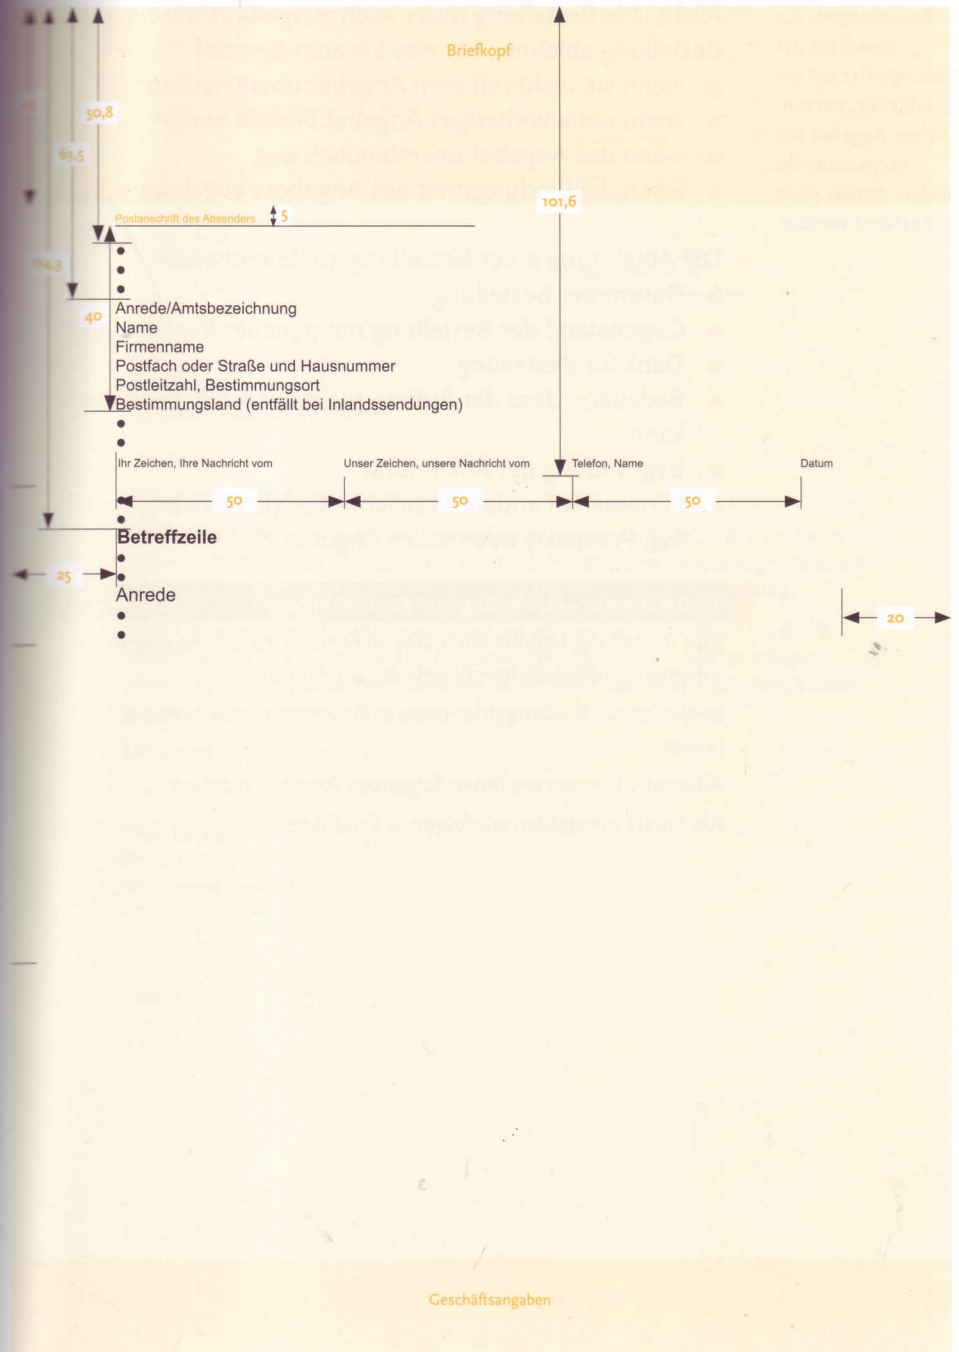 Briefkopf
50,8
63,5
101,6
Postanschrift des Absenders 5
40
Anrede/Amtsbezeichnung
Name
Firmenname
Postfach oder Straße und Hausnummer
Postleitzahl, Bestimmungsort
Bestimmungsland (entfällt bei Inlandssendungen)
Ihr Zeichen, Ihre Nachricht vom Unser Zeichen, unsere Nachricht vom Telefon, Name Datum
50 50 50
Betreffzeile
25
Anrede
20
Geschäftsangaben